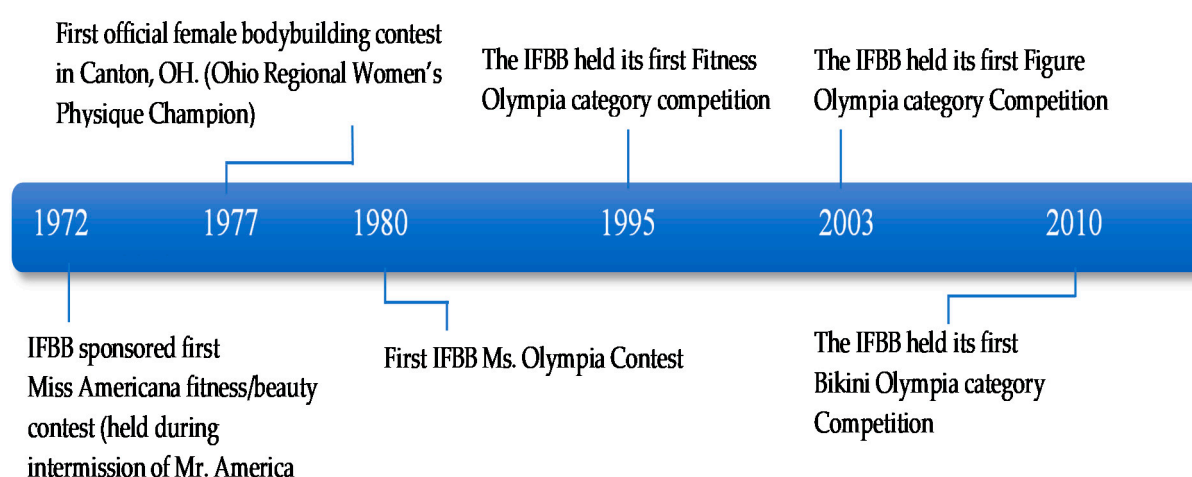 First official female bodybuilding contest
in Canton, OH. (Ohio Regional Women's
Physique Champion)
The IFBB held its first Fitness
Olympia category competition
The IFBB held its first Figure
Olympia category Competition
1972
1977
1980
1995
2003
2010
IFBB sponsored first
Miss Americana fitness/beauty
contest (held during
intermission of Mr. America
First IFBB Ms. Olympia Contest
The IFBB held its first
Bikini Olympia category
Competition